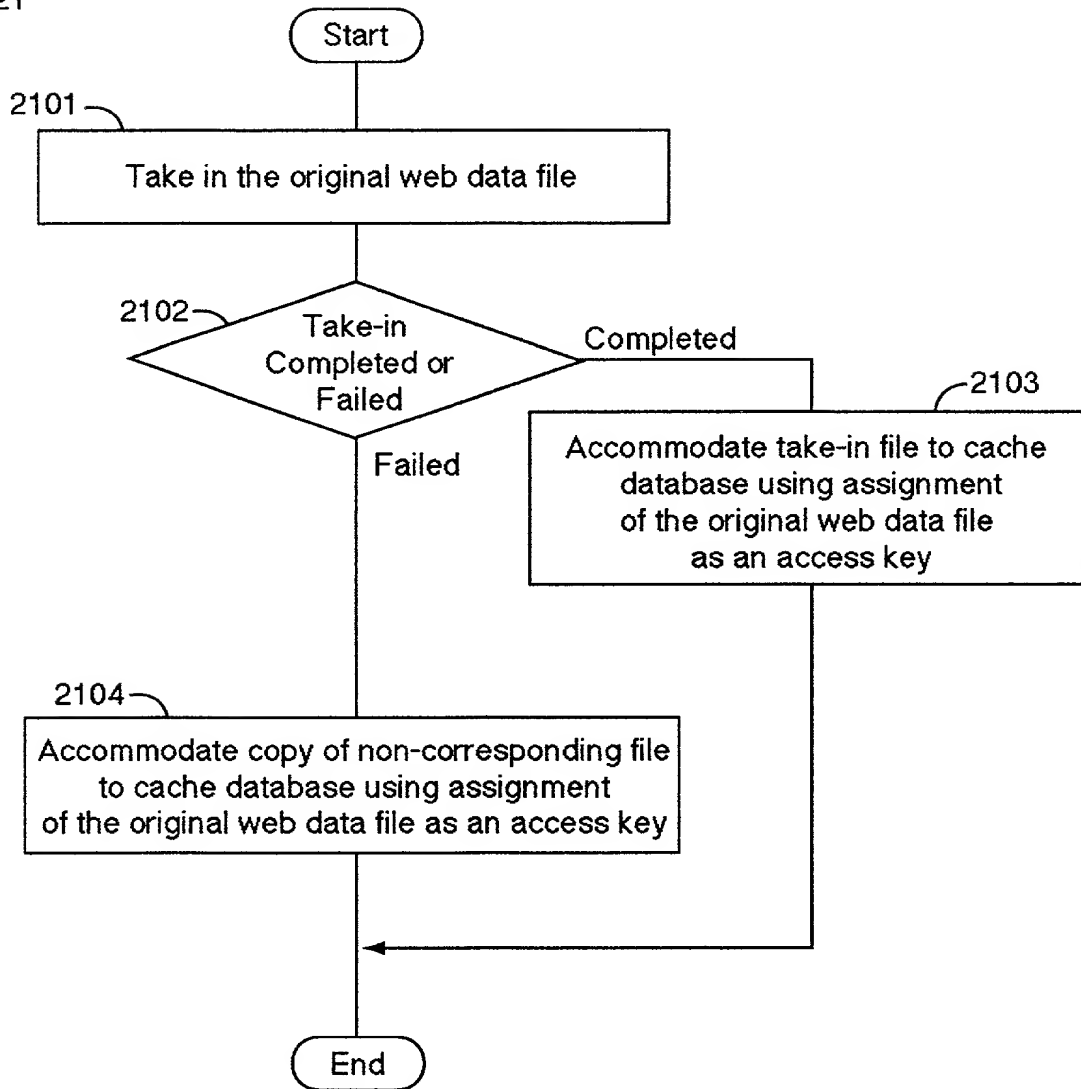 Start
2101
Take in the original web data file
2102
Take-in
Completed or
Failed
Completed
Failed
2103
Accommodate take-in file to cache
database using assignment
of the original web data file
as an access key
2104
Accommodate copy of non-corresponding file
to cache database using assignment
of the original web data file as an access key
End